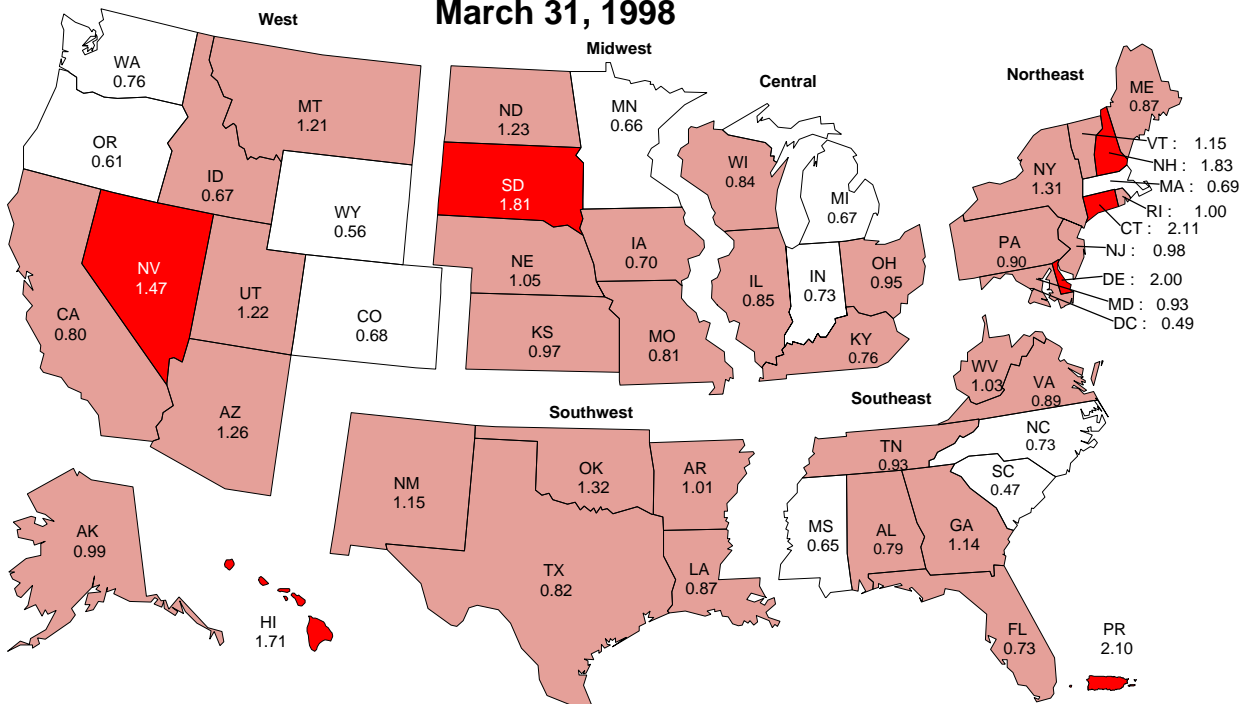 March 31, 1998
West
Midwest
Central
Northeast
WA
0.76
OR
0.61
MT
1.21
ID
0.67
WY
0.56
NV
1.47
UT
1.22
CO
0.68
CA
0.80
AZ
1.26
AK
0.99
HI
1.71
ND
1.23
SD
1.81
NE
1.05
KS
0.97
MN
0.66
IA
0.70
MO
0.81
WI
0.84
MI
0.67
IL
0.85
IN
0.73
OH
0.95
KY
0.76
ME
0.87
NY
1.31
PA
0.90
VT : 1.15
NH : 1.83
MA : 0.69
RI : 1.00
CT : 2.11
NJ : 0.98
DE : 2.00
MD : 0.93
DC : 0.49
Southwest
NM
1.15
OK
1.32
AR
1.01
TX
0.82
LA
0.87
Southeast
WV
1.03
VA
0.89
TN
0.93
NC
0.73
SC
0.47
MS
0.65
AL
0.79
GA
1.14
FL
0.73
PR
2.10